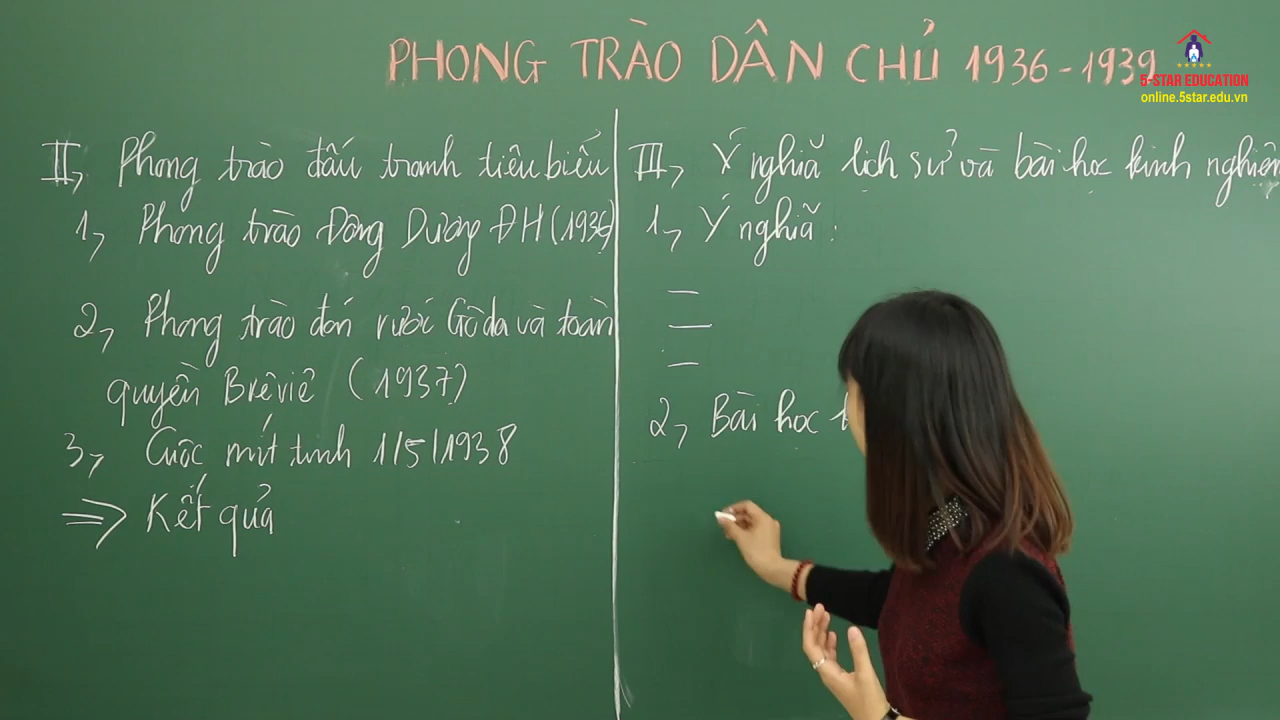 PHONG TRÀO DÂN CHỦ 1936 - 1939
5-STAR EDUCATION
online.5star.edu.vn
II, Phong trào đấu tranh tiêu biểu
1, Phong trào Đông Dương ĐH (1936)
2, Phong trào đón rước Gôđa và toàn
quyền Brêviê (1937)
3, Cuộc mít tinh 1/5/1938
=> Kết quả
III, Ý nghĩa lịch sử và bài học kinh nghiệm
1, Ý nghĩa:
2, Bài học